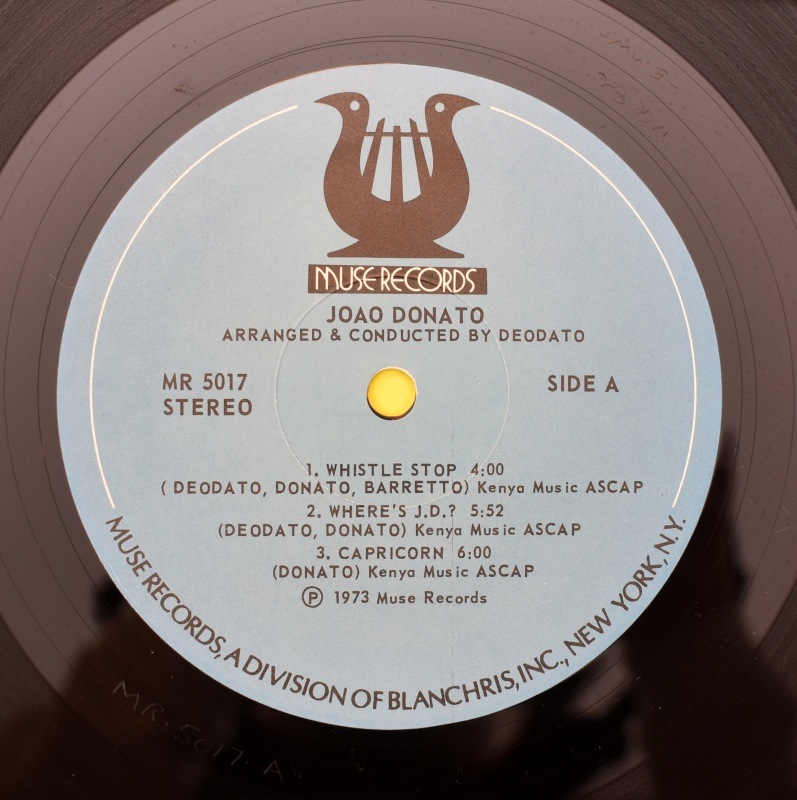 MUSE RECORDS
JOAO DONATO
ARRANGED & CONDUCTED BY DEODATO
MR 5017
STEREO
SIDE A
1. WHISTLE STOP 4:00
( DEODATO, DONATO, BARRETTO) Kenya Music ASCAP
2. WHERE'S J.D.? 5:52
(DEODATO, DONATO) Kenya Music ASCAP
3. CAPRICORN 6:00
(DONATO) Kenya Music ASCAP
Ⓟ 1973 Muse Records
MUSE RECORDS, A DIVISION OF BLANCHRIS, INC., NEW YORK, N.Y.
MR. 5017. A